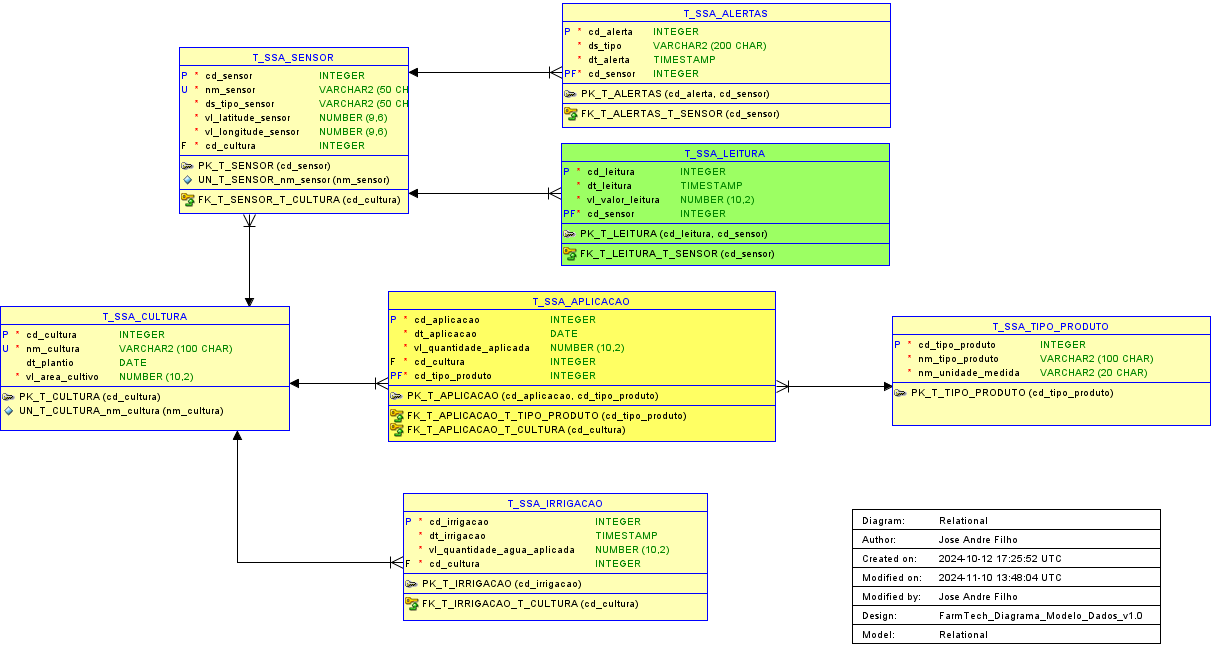 T_SSA_ALERTAS
P * cd_alerta INTEGER
* ds_tipo VARCHAR2 (200 CHAR)
* dt_alerta TIMESTAMP
PF* cd_sensor INTEGER
PK_T_ALERTAS (cd_alerta, cd_sensor)
FK_T_ALERTAS_T_SENSOR (cd_sensor)
T_SSA_SENSOR
P * cd_sensor INTEGER
U * nm_sensor VARCHAR2 (50 CH
* ds_tipo_sensor VARCHAR2 (50 CH
* vl_latitude_sensor NUMBER (9,6)
* vl_longitude_sensor NUMBER (9,6)
F * cd_cultura INTEGER
PK_T_SENSOR (cd_sensor)
UN_T_SENSOR_nm_sensor (nm_sensor)
FK_T_SENSOR_T_CULTURA (cd_cultura)
T_SSA_LEITURA
P * cd_leitura INTEGER
* dt_leitura TIMESTAMP
* vl_valor_leitura NUMBER (10,2)
PF* cd_sensor INTEGER
PK_T_LEITURA (cd_leitura, cd_sensor)
FK_T_LEITURA_T_SENSOR (cd_sensor)
T_SSA_CULTURA
P * cd_cultura INTEGER
U * nm_cultura VARCHAR2 (100 CHAR)
dt_plantio DATE
* vl_area_cultivo NUMBER (10,2)
PK_T_CULTURA (cd_cultura)
UN_T_CULTURA_nm_cultura (nm_cultura)
T_SSA_APLICACAO
P * cd_aplicacao INTEGER
* dt_aplicacao DATE
* vl_quantidade_aplicada NUMBER (10,2)
F * cd_cultura INTEGER
PF* cd_tipo_produto INTEGER
PK_T_APLICACAO (cd_aplicacao, cd_tipo_produto)
FK_T_APLICACAO_T_TIPO_PRODUTO (cd_tipo_produto)
FK_T_APLICACAO_T_CULTURA (cd_cultura)
T_SSA_TIPO_PRODUTO
P * cd_tipo_produto INTEGER
* nm_tipo_produto VARCHAR2 (100 CHAR)
* nm_unidade_medida VARCHAR2 (20 CHAR)
PK_T_TIPO_PRODUTO (cd_tipo_produto)
T_SSA_IRRIGACAO
P * cd_irrigacao INTEGER
* dt_irrigacao TIMESTAMP
* vl_quantidade_agua_aplicada NUMBER (10,2)
F * cd_cultura INTEGER
PK_T_IRRIGACAO (cd_irrigacao)
FK_T_IRRIGACAO_T_CULTURA (cd_cultura)
Diagram: Relational
Author: Jose Andre Filho
Created on: 2024-10-12 17:25:52 UTC
Modified on: 2024-11-10 13:48:04 UTC
Modified by: Jose Andre Filho
Design: FarmTech_Diagrama_Modelo_Dados_v1.0
Model: Relational